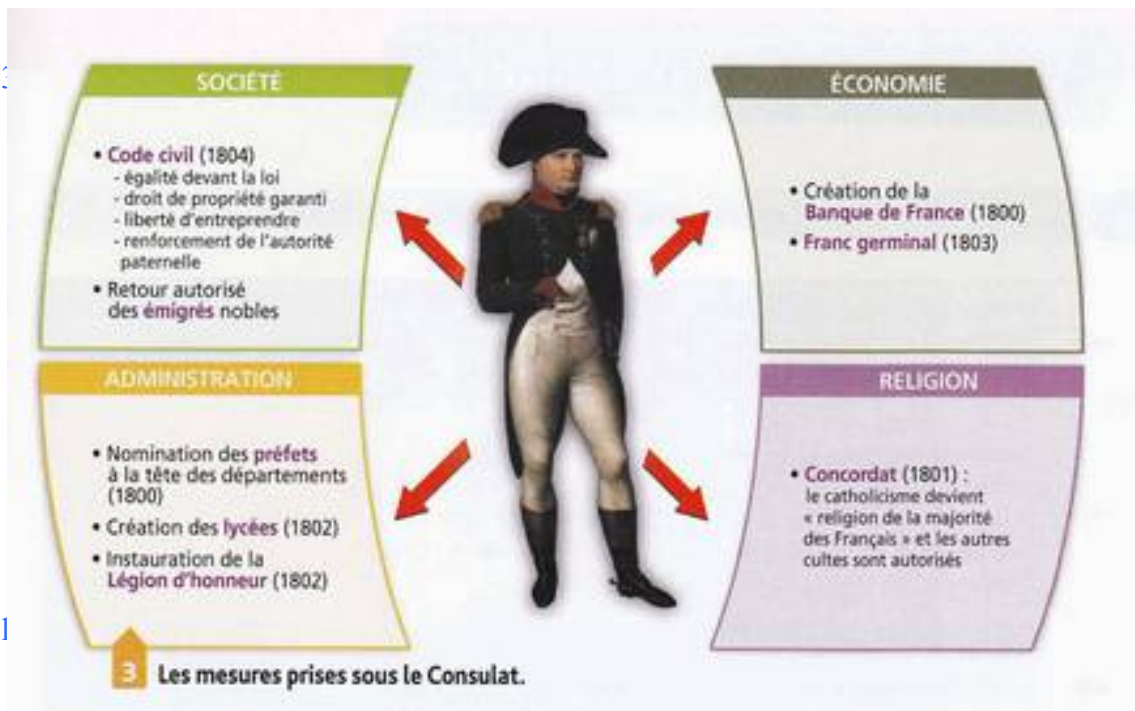 SOCIÉTÉ
• Code civil (1804)
- égalité devant la loi
- droit de propriété garanti
- liberté d'entreprendre
- renforcement de l'autorité
paternelle
• Retour autorisé
des émigrés nobles
ÉCONOMIE
• Création de la
Banque de France (1800)
• Franc germinal (1803)
ADMINISTRATION
• Nomination des préfets
à la tête des départements
(1800)
• Création des lycées (1802)
• Instauration de la
Légion d'honneur (1802)
RELIGION
• Concordat (1801) :
le catholicisme devient
« religion de la majorité
des Français » et les autres
cultes sont autorisés
3 Les mesures prises sous le Consulat.